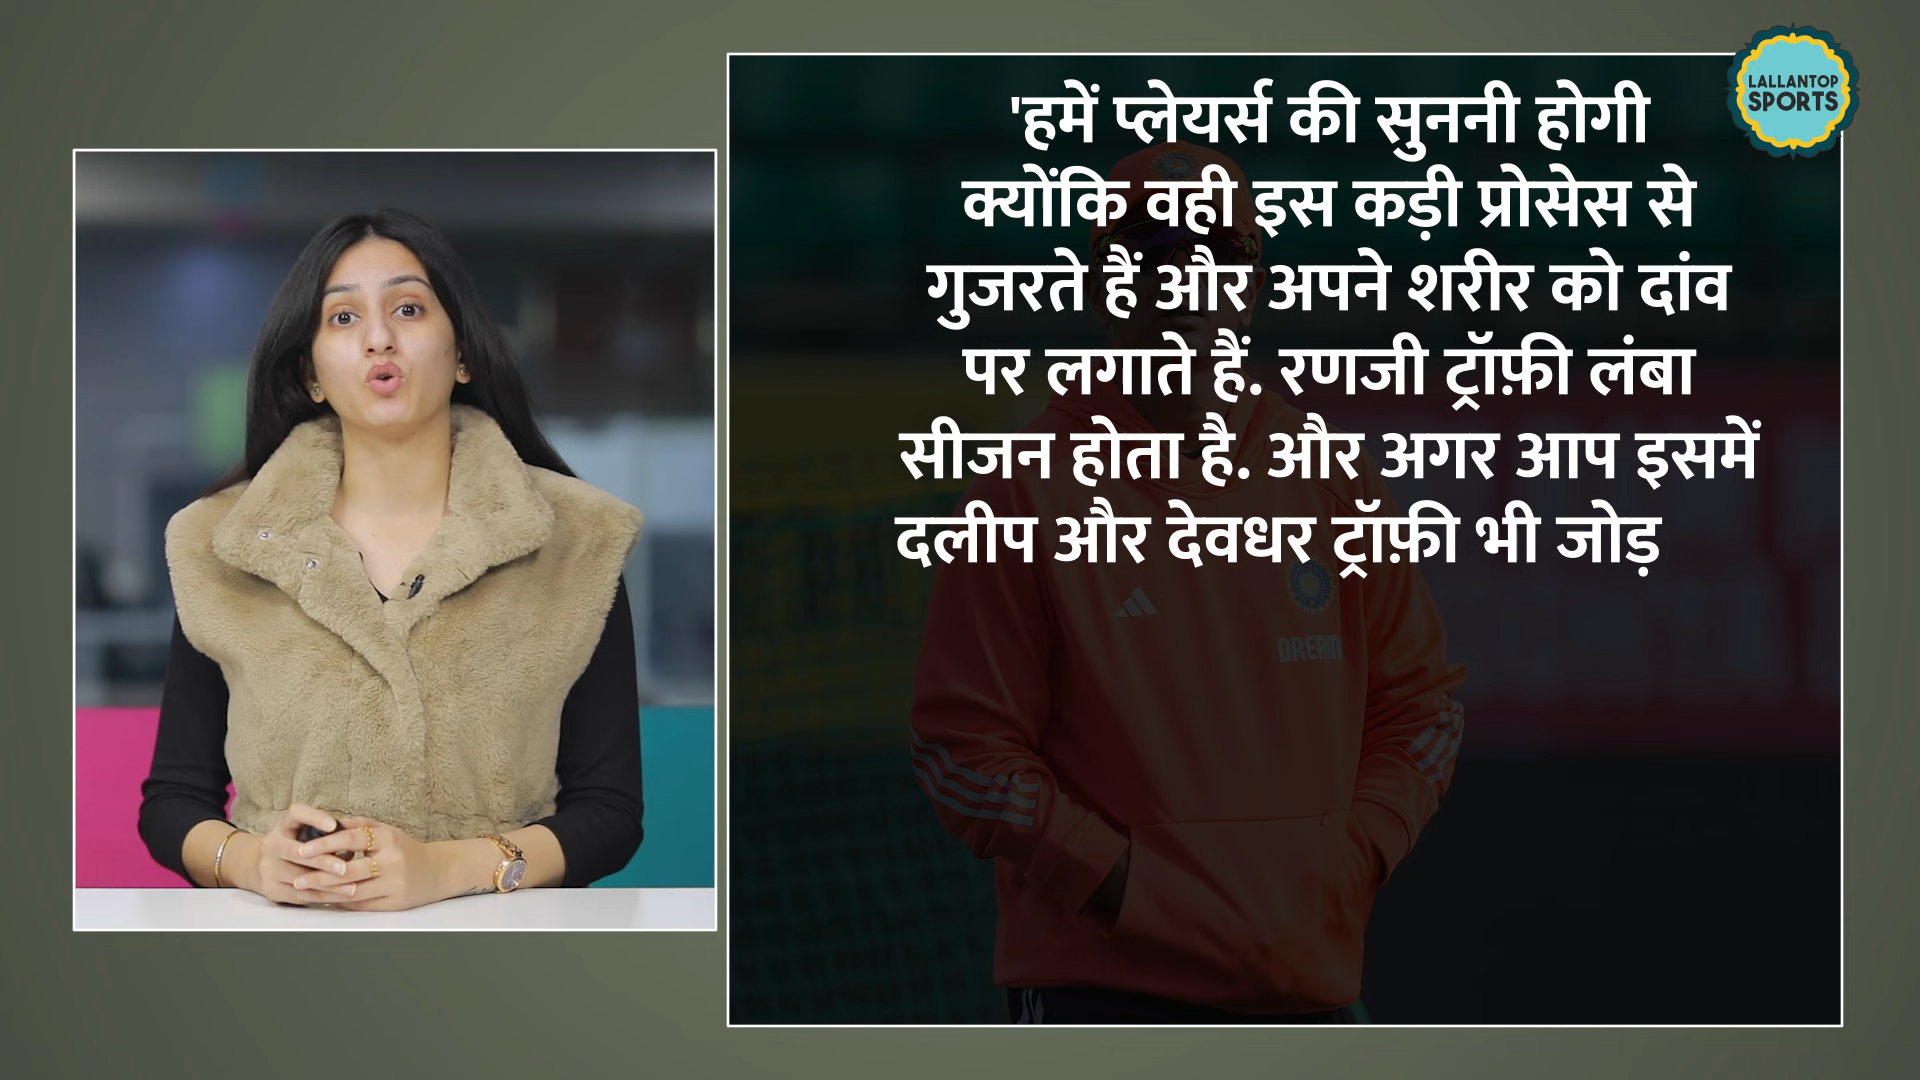 LALLANTOP
SPORTS
'हमें प्लेयर्स की सुननी होगी
क्योंकि वही इस कड़ी प्रोसेस से
गुजरते हैं और अपने शरीर को दांव
पर लगाते हैं. रणजी ट्रॉफ़ी लंबा
सीजन होता है. और अगर आप इसमें
दलीप और देवधर ट्रॉफ़ी भी जोड़
DREAM